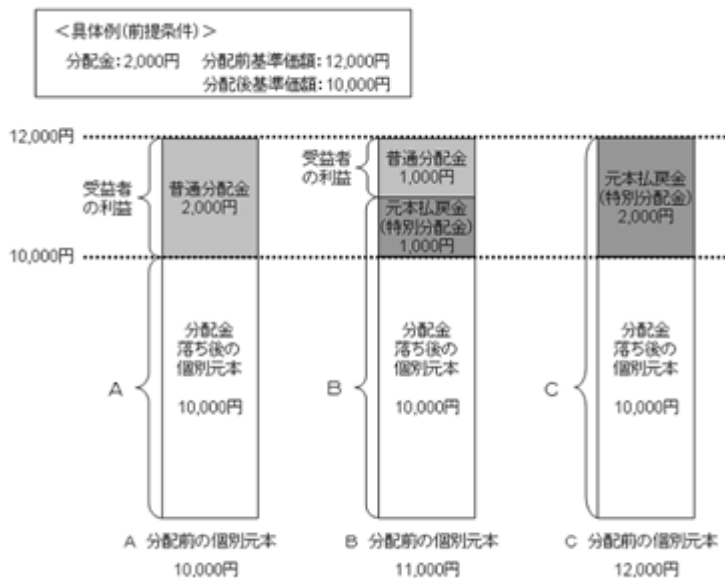 ＜具体例(前提条件)＞
分配金：2,000円　分配前基準価額：12,000円
分配後基準価額：10,000円
12,000円
受益者
の利益
普通分配金
2,000円
10,000円
A
分配金
落ち後の
個別元本
10,000円
A 分配前の個別元本
10,000円
受益者
の利益
普通分配金
1,000円
元本払戻金
(特別分配金)
1,000円
B
分配金
落ち後の
個別元本
10,000円
B 分配前の個別元本
11,000円
元本払戻金
(特別分配金)
2,000円
C
分配金
落ち後の
個別元本
10,000円
C 分配前の個別元本
12,000円